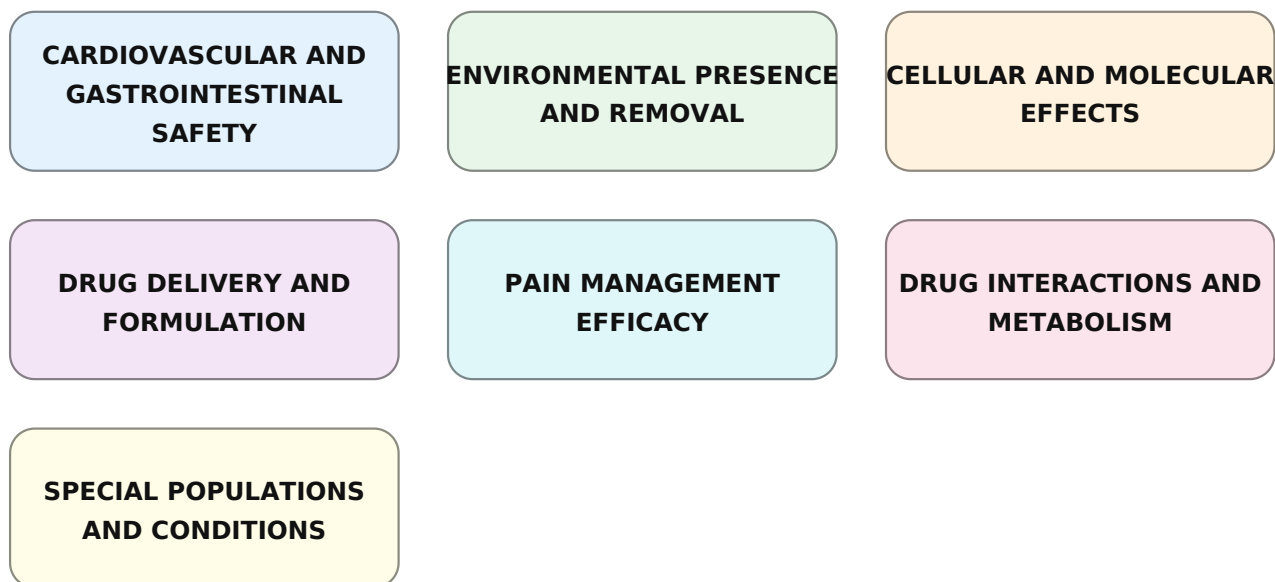 CARDIOVASCULAR AND
GASTROINTESTINAL
SAFETY
ENVIRONMENTAL PRESENCE
AND REMOVAL
CELLULAR AND MOLECULAR
EFFECTS
DRUG DELIVERY AND
FORMULATION
PAIN MANAGEMENT
EFFICACY
DRUG INTERACTIONS AND
METABOLISM
SPECIAL POPULATIONS
AND CONDITIONS